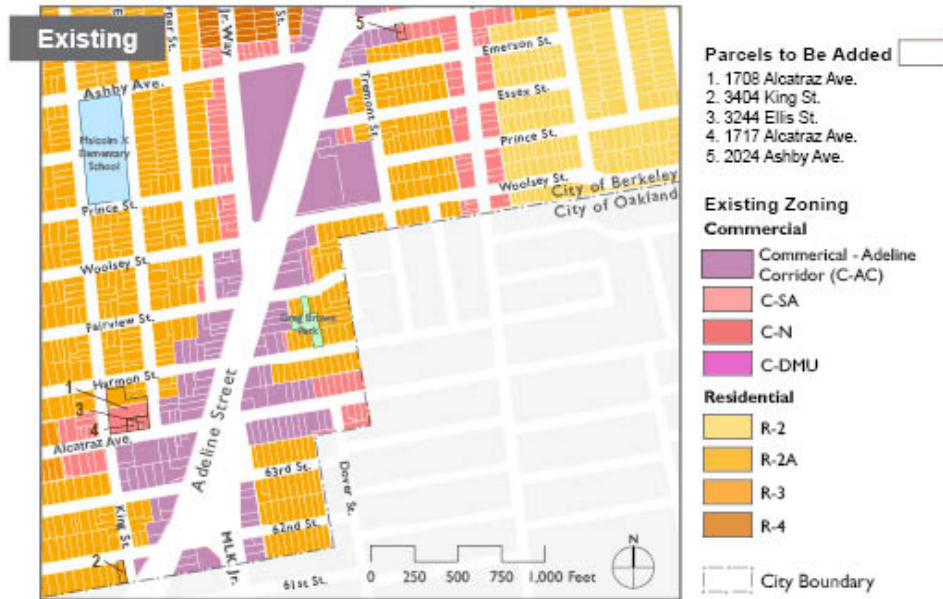 Existing
Ashby Ave.
Jr. Way
St.
5
Emerson St.
Tremont St.
Essex St.
Prince St.
Woolsey St.
City of Berkeley
City of Oakland
Malcolm X
Elementary
School
Prince St.
Woolsey St.
Fairview St.
Greg Brown
Park
1
Harmon St.
3
4
Alcatraz Ave.
Adeline Street
63rd St.
Dover St.
King St.
62nd St.
MLK Jr.
2
61st St.
0 250 500 750 1,000 Feet
N
Parcels to Be Added
1. 1708 Alcatraz Ave.
2. 3404 King St.
3. 3244 Ellis St.
4. 1717 Alcatraz Ave.
5. 2024 Ashby Ave.
Existing Zoning
Commercial
Commerical - Adeline
Corridor (C-AC)
C-SA
C-N
C-DMU
Residential
R-2
R-2A
R-3
R-4
City Boundary